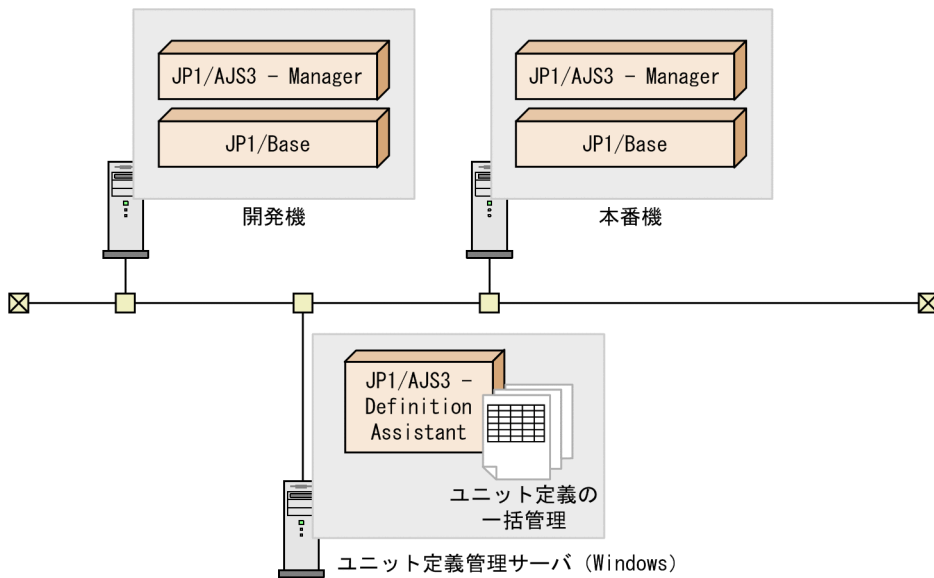 JP1/AJS3 - Manager
JP1/Base
開発機
JP1/AJS3 - Manager
JP1/Base
本番機
JP1/AJS3 -
Definition
Assistant
ユニット定義の
一括管理
ユニット定義管理サーバ（Windows）